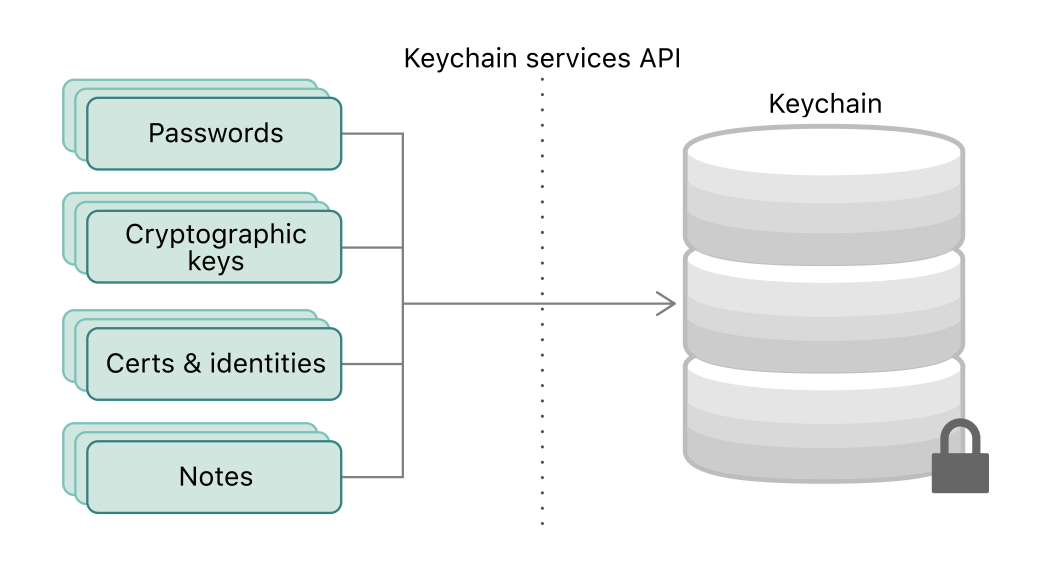 Keychain services API
Keychain
Passwords
Cryptographic
keys
Certs & identities
Notes